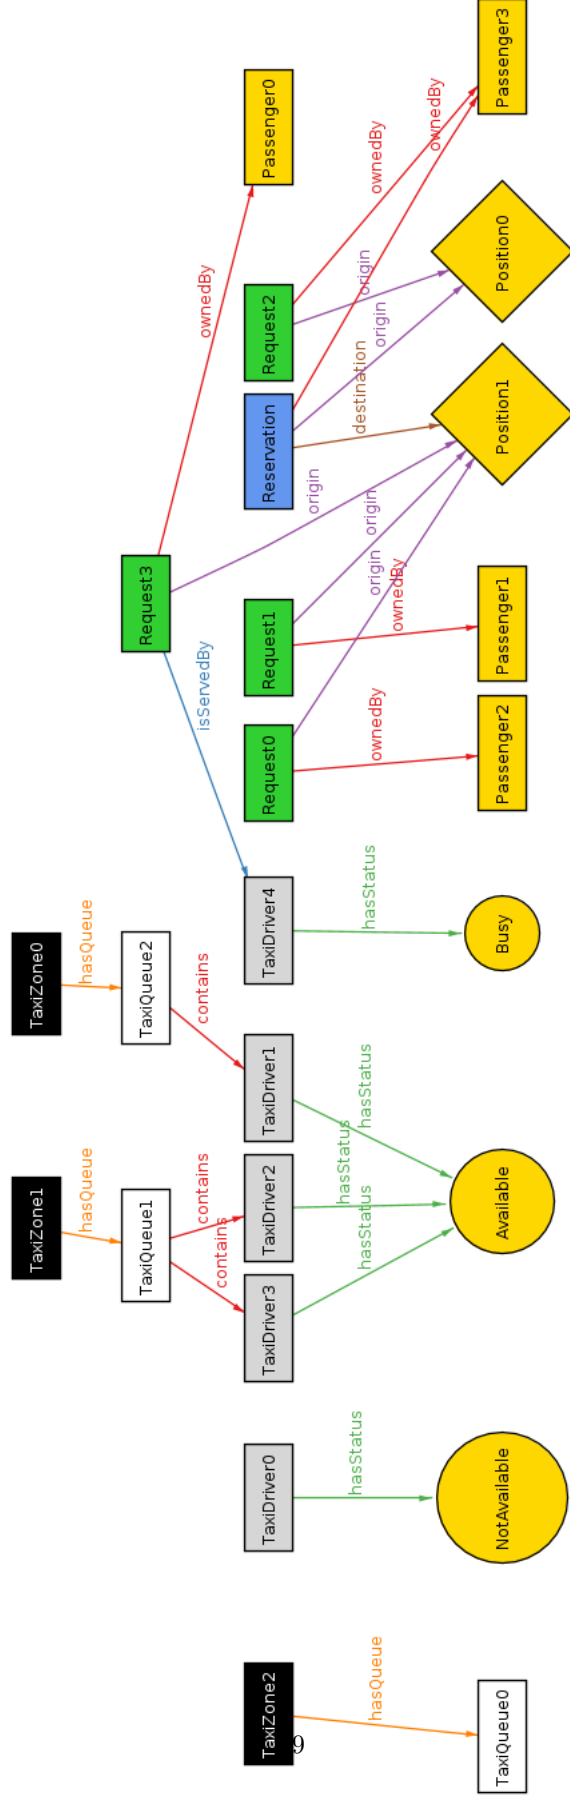 TaxiZone2
hasQueue
TaxiQueue0
TaxiDriver0
hasStatus
NotAvailable
TaxiZone1
hasQueue
TaxiQueue1
contains
contains
TaxiDriver3
TaxiDriver2
hasStatus
hasStatus
Available
TaxiZone0
hasQueue
TaxiQueue2
contains
TaxiDriver1
hasStatus
TaxiDriver4
hasStatus
Busy
Request3
isServedBy
origin
ownedBy
Passenger0
Request0
ownedBy
origin
Passenger2
Request1
ownedBy
origin
Passenger1
Reservation
destination
origin
ownedBy
Position1
Request2
origin
ownedBy
Position0
Passenger3
9